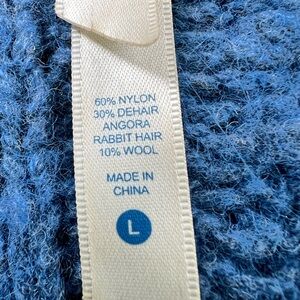 60% NYLON
30% DEHAIR
ANGORA
RABBIT HAIR
10% WOOL
MADE IN
CHINA
L